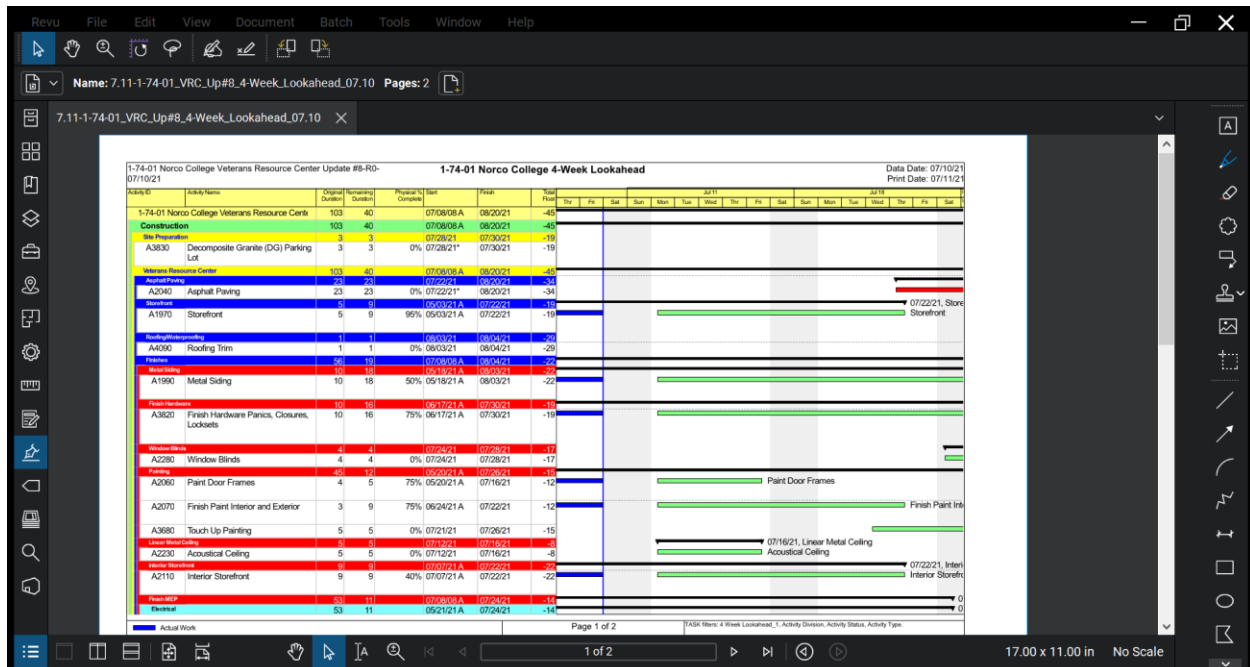 Revu File Edit View Document Batch Tools Window Help
Name: 7.11-1-74-01_VRC_Up#8_4-Week_Lookahead_07.10 Pages: 2
7.11-1-74-01_VRC_Up#8_4-Week_Lookahead_07.10
1-74-01 Norco College Veterans Resource Center Update #8-R0- 1-74-01 Norco College 4-Week Lookahead Data Date: 07/10/21
07/10/21 Print Date: 07/11/21
Activity ID Activity Name Original Remaining Physical % Start Finish Total Jul 11 Jul 18
Duration Duration Complete Float Thr Fri Sat Sun Mon Tue Wed Thr Fri Sat Sun Mon Tue Wed Thr Fri Sat
1-74-01 Norco College Veterans Resource Cente 103 40 07/08/08 A 08/20/21 -45
Construction 103 40 07/08/08 A 08/20/21 -45
Site Preparation 3 3 07/28/21 07/30/21 -19
A3830 Decomposite Granite (DG) Parking 3 3 0% 07/28/21* 07/30/21 -19
Lot
Veterans Resource Center 103 40 07/08/08 A 08/20/21 -45
Asphalt Paving 23 23 07/22/21 08/20/21 -34
A2040 Asphalt Paving 23 23 0% 07/22/21* 08/20/21 -34
Storefront 5 9 05/03/21 A 07/22/21 -19 07/22/21, Store
A1970 Storefront 5 9 95% 05/03/21 A 07/22/21 -19 Storefront
Roofing/Waterproofing 1 1 08/03/21 08/04/21 -29
A4090 Roofing Trim 1 1 0% 08/03/21 08/04/21 -29
Finishes 56 19 07/08/08 A 08/04/21 -22
Metal Siding 10 18 05/18/21 A 08/03/21 -22
A1990 Metal Siding 10 18 50% 05/18/21 A 08/03/21 -22
Finish Hardware 10 16 06/17/21 A 07/30/21 -19
A3820 Finish Hardware Panics, Closures, 10 16 75% 06/17/21 A 07/30/21 -19
Locksets
Window Blinds 4 4 07/24/21 07/28/21 -17
A2280 Window Blinds 4 4 0% 07/24/21 07/28/21 -17
Painting 45 12 05/20/21 A 07/26/21 -15
A2060 Paint Door Frames 4 5 75% 05/20/21 A 07/16/21 -12 Paint Door Frames
A2070 Finish Paint Interior and Exterior 3 9 75% 06/24/21 A 07/22/21 -12 Finish Paint Int
A3680 Touch Up Painting 5 5 0% 07/21/21 07/26/21 -15
Linear Metal Ceiling 5 5 07/12/21 07/16/21 -8 07/16/21, Linear Metal Ceiling
A2230 Acoustical Ceiling 5 5 0% 07/12/21 07/16/21 -8 Acoustical Ceiling
Interior Storefront 9 9 07/07/21 A 07/22/21 -22 07/22/21, Interi
A2110 Interior Storefront 9 9 40% 07/07/21 A 07/22/21 -22 Interior Storefr
Finish MEP 53 11 07/08/08 A 07/24/21 -14 0
Electrical 53 11 05/21/21 A 07/24/21 -14 0
Actual Work Page 1 of 2 TASK filters: 4 Week Lookahead_1, Activity Division, Activity Status, Activity Type.
1 of 2 17.00 x 11.00 in No Scale